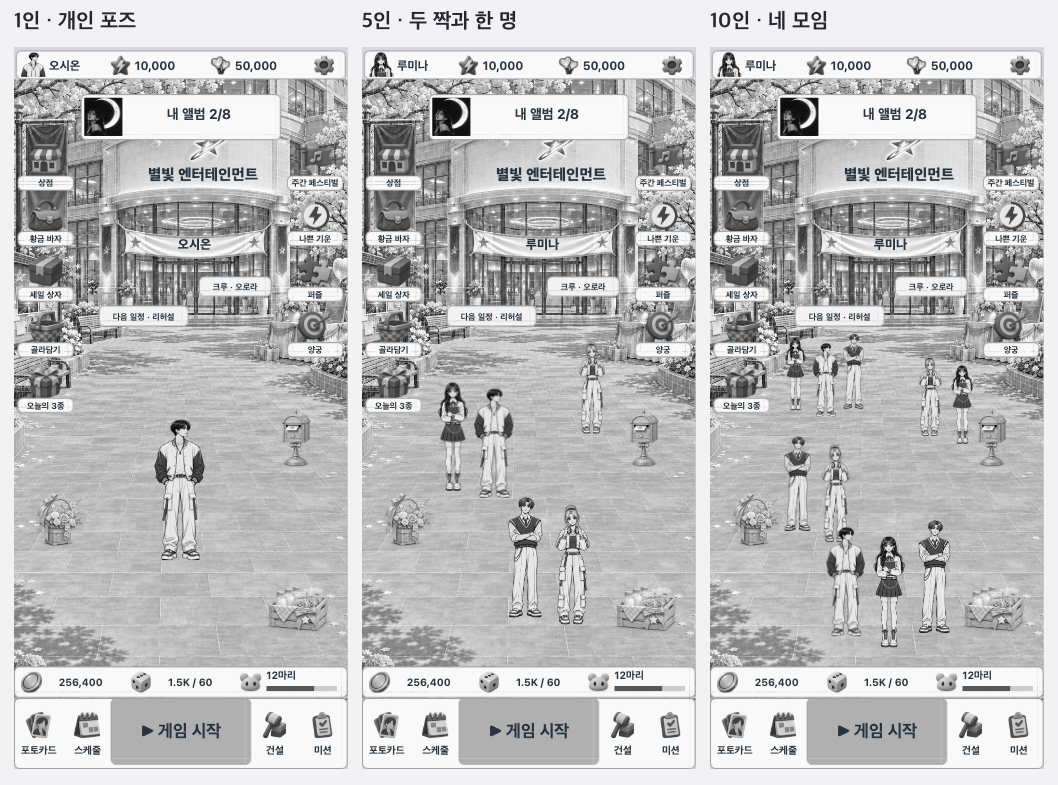 1인 · 개인 포즈
오시온
10,000
50,000
내 앨범 2/8
별빛 엔터테인먼트
상점
주간 페스티벌
황금 바자
오시온
나쁜 기운
크루 · 오로라
세일 상자
퍼즐
다음 일정 · 리허설
골라담기
양궁
오늘의 3종
256,400
1.5K / 60
12마리
포토카드
스케줄
▶ 게임 시작
건설
미션
5인 · 두 짝과 한 명
루미나
10,000
50,000
내 앨범 2/8
별빛 엔터테인먼트
상점
주간 페스티벌
황금 바자
루미나
나쁜 기운
크루 · 오로라
세일 상자
퍼즐
다음 일정 · 리허설
골라담기
양궁
오늘의 3종
256,400
1.5K / 60
12마리
포토카드
스케줄
▶ 게임 시작
건설
미션
10인 · 네 모임
루미나
10,000
50,000
내 앨범 2/8
별빛 엔터테인먼트
상점
주간 페스티벌
황금 바자
루미나
나쁜 기운
크루 · 오로라
세일 상자
퍼즐
다음 일정 · 리허설
골라담기
양궁
오늘의 3종
256,400
1.5K / 60
12마리
포토카드
스케줄
▶ 게임 시작
건설
미션